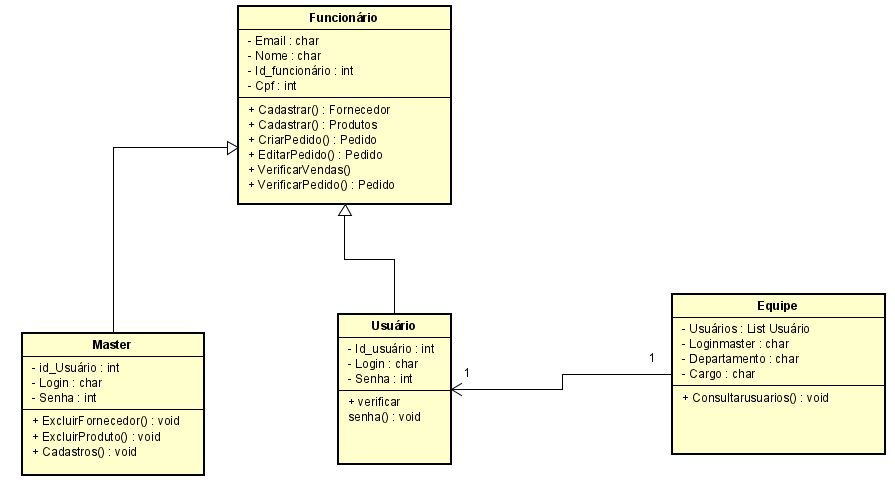 Funcionário
- Email : char
- Nome : char
- Id_funcionário : int
- Cpf : int
+ Cadastrar() : Fornecedor
+ Cadastrar() : Produtos
+ CriarPedido() : Pedido
+ EditarPedido() : Pedido
+ VerificarVendas()
+ VerificarPedido() : Pedido
Master
- id_Usuário : int
- Login : char
- Senha : int
+ ExcluirFornecedor() : void
+ ExcluirProduto() : void
+ Cadastros() : void
Usuário
- Id_usuário : int
- Login : char
- Senha : int
+ verificar
senha() : void
1
1
Equipe
- Usuários : List Usuário
- Loginmaster : char
- Departamento : char
- Cargo : char
+ Consultarusuarios() : void